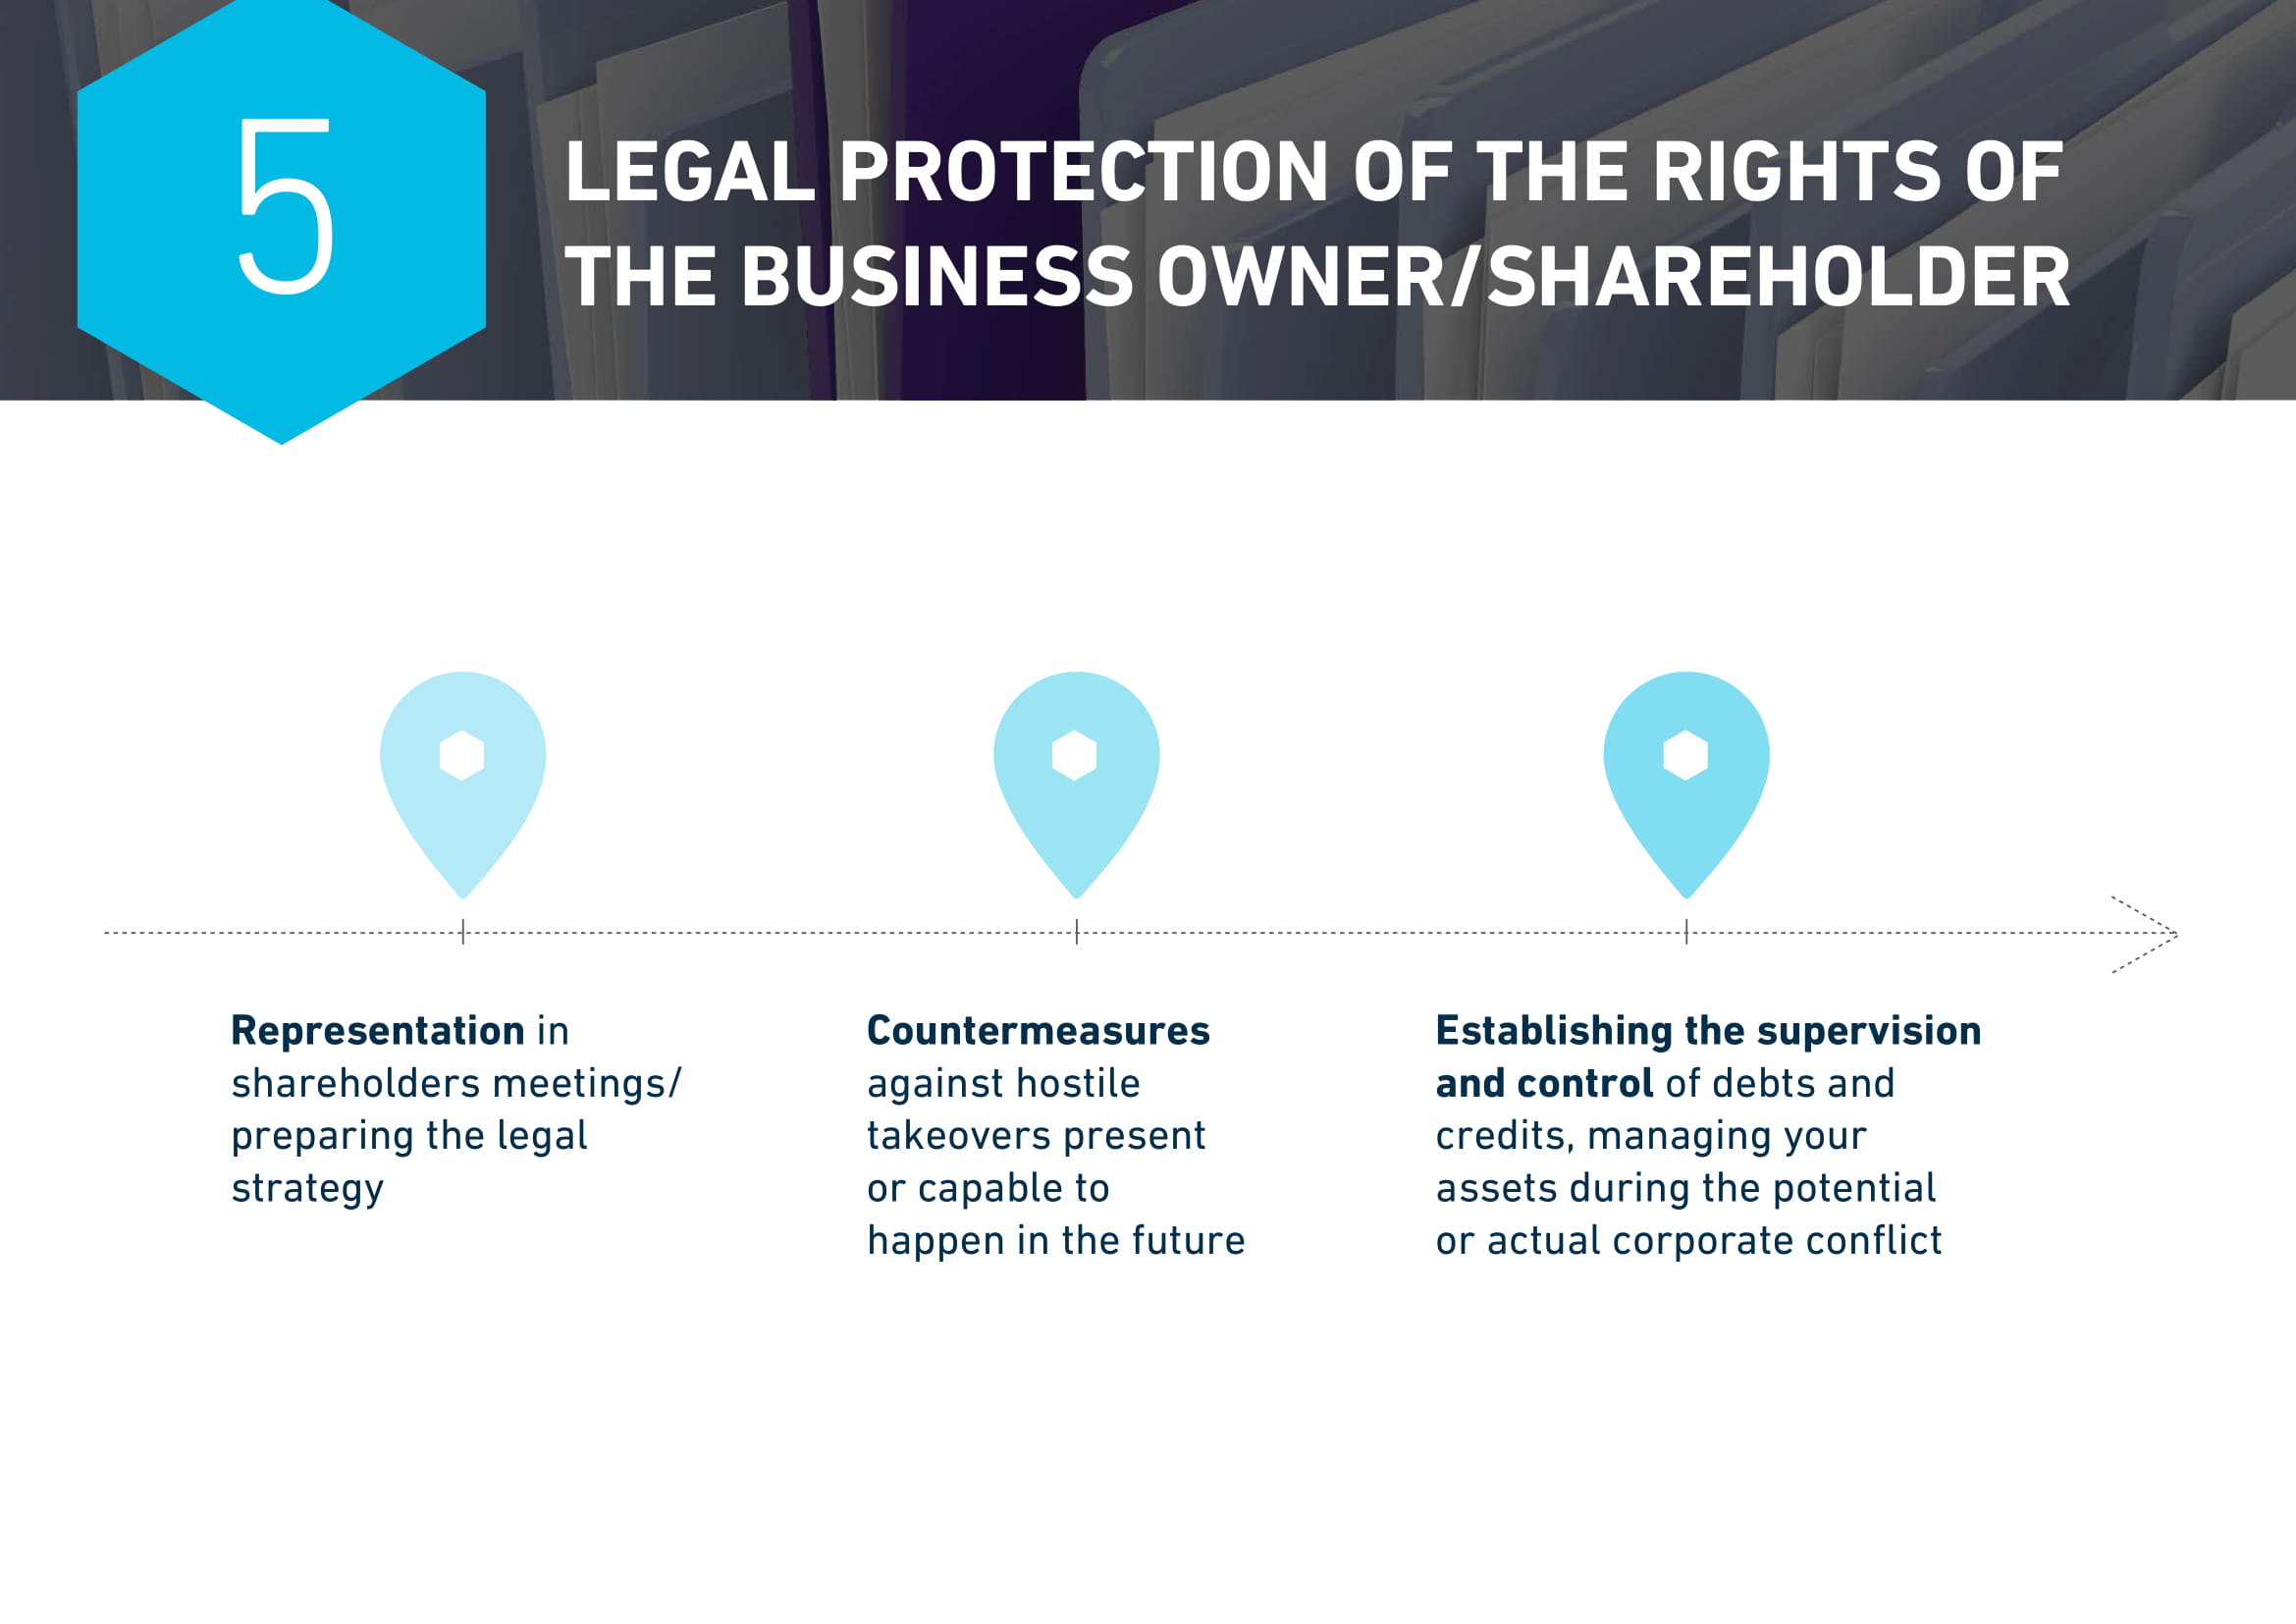 5
LEGAL PROTECTION OF THE RIGHTS OF
THE BUSINESS OWNER/SHAREHOLDER
Representation in
shareholders meetings/
preparing the legal
strategy
Countermeasures
against hostile
takeovers present
or capable to
happen in the future
Establishing the supervision
and control of debts and
credits, managing your
assets during the potential
or actual corporate conflict